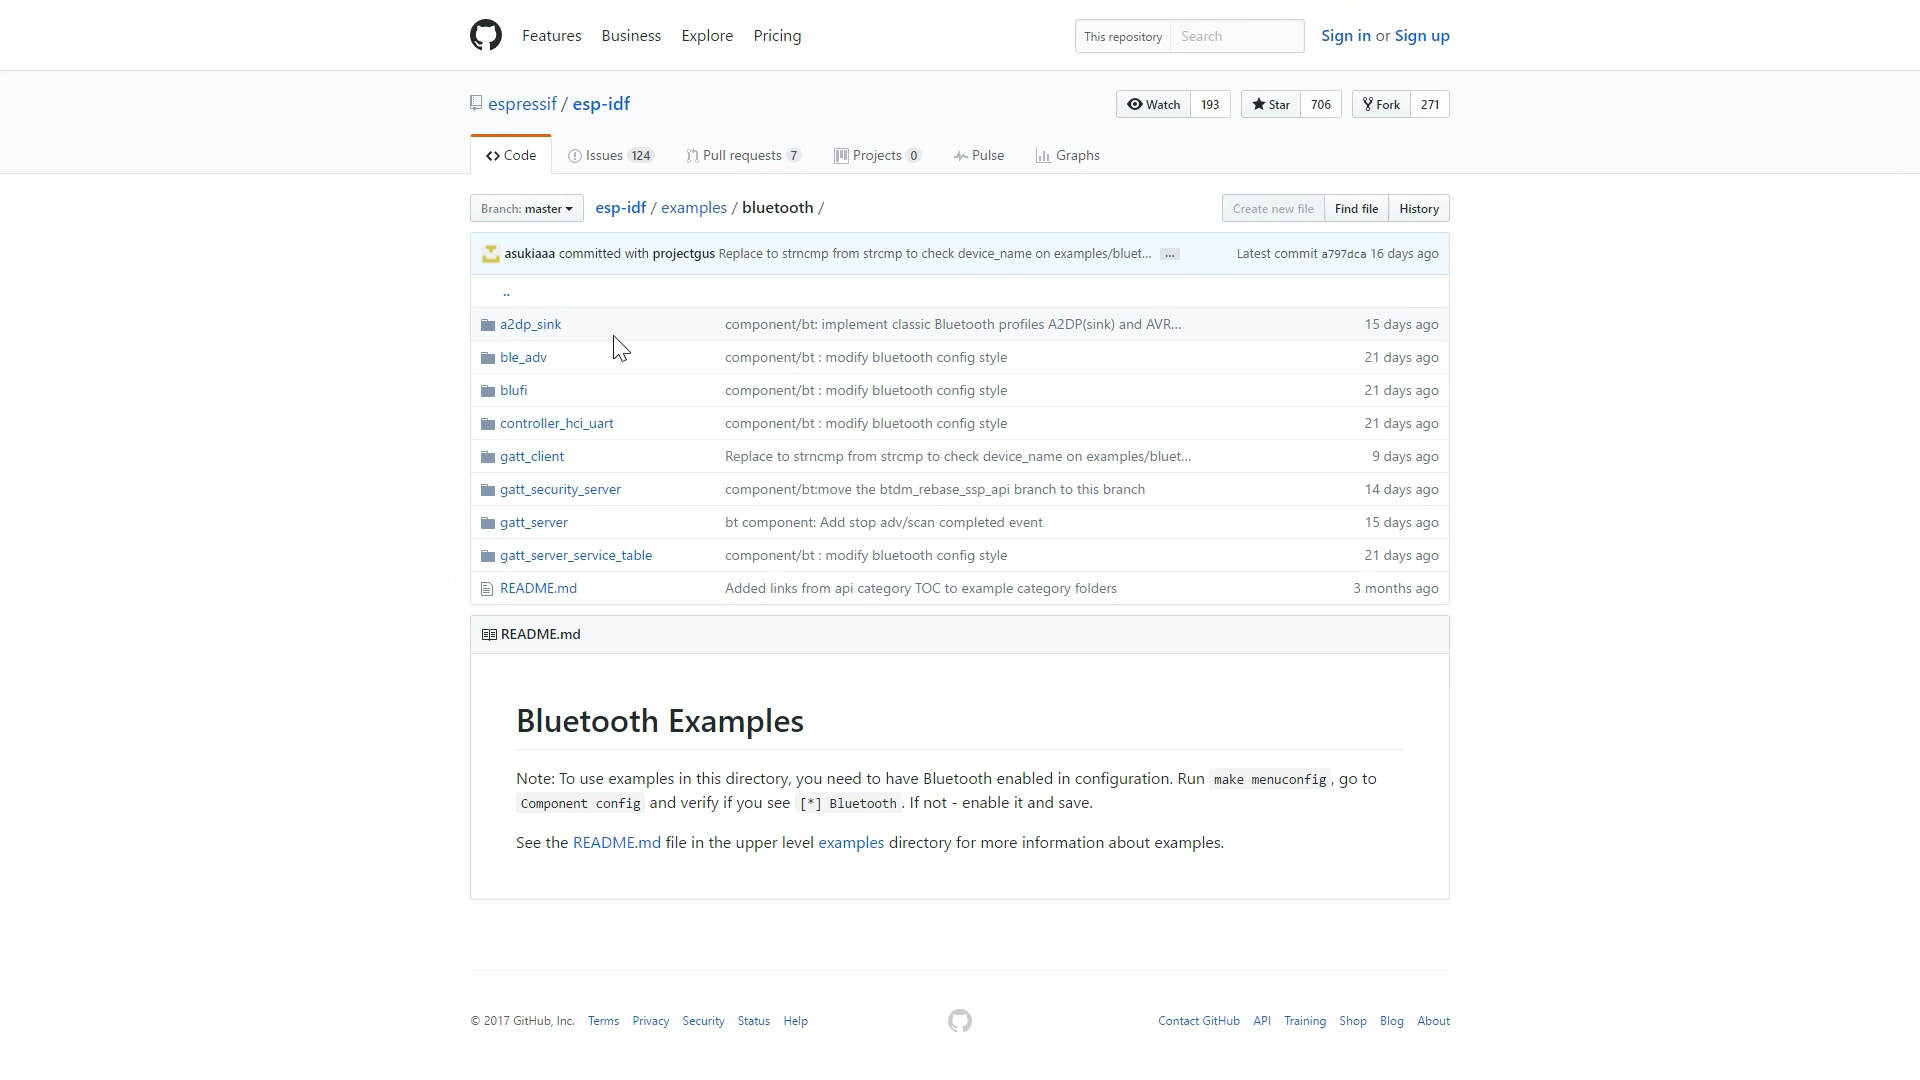 Features Business Explore Pricing This repository Search Sign in or Sign up
espressif / esp-idf Watch 193 Star 706 Fork 271
Code Issues 124 Pull requests 7 Projects 0 Pulse Graphs
Branch: master esp-idf / examples / bluetooth / Create new file Find file History
asukiaaa committed with projectgus Replace to strncmp from strcmp to check device_name on examples/bluet... ... Latest commit a797dca 16 days ago
..
a2dp_sink component/bt: implement classic Bluetooth profiles A2DP(sink) and AVR... 15 days ago
ble_adv component/bt : modify bluetooth config style 21 days ago
blufi component/bt : modify bluetooth config style 21 days ago
controller_hci_uart component/bt : modify bluetooth config style 21 days ago
gatt_client Replace to strncmp from strcmp to check device_name on examples/bluet... 9 days ago
gatt_security_server component/bt:move the btdm_rebase_ssp_api branch to this branch 14 days ago
gatt_server bt component: Add stop adv/scan completed event 15 days ago
gatt_server_service_table component/bt : modify bluetooth config style 21 days ago
README.md Added links from api category TOC to example category folders 3 months ago
README.md
Bluetooth Examples
Note: To use examples in this directory, you need to have Bluetooth enabled in configuration. Run make menuconfig, go to
Component config and verify if you see [*] Bluetooth. If not - enable it and save.
See the README.md file in the upper level examples directory for more information about examples.
© 2017 GitHub, Inc. Terms Privacy Security Status Help Contact GitHub API Training Shop Blog About